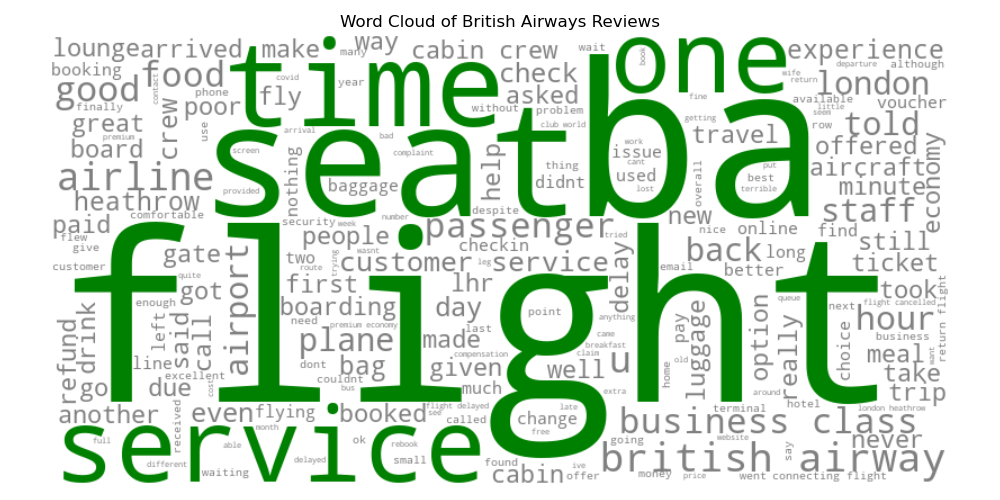 Word Cloud of British Airways Reviews
lounge
arrived
make
many
way
cabin crew
wait
book
one
wife
return
departure
experience
although
booking
good
food
contact
phone
covid
year
time
fly
check
asked
without
problem
london
available
voucher
finally
poor
crew
use
fine
getting
little
seem
row
told
great
premium
board
arrival
bad
screen
complaint
club world
seat
ba
work
issue
cant
used
lost
travel
overall
put
best
terrible
offered
aircraft
minute
economy
airline
heathrow
nothing
baggage
help
thing
didnt
provided
comfortable
security
week
number
despite
new
nice
online
staff
find
still
paid
flew
give
customer
gate
quite
got
airport
people
two
route
trying
wasnt
passenger
checkin
tried
customer service
leg
back
long
better
email
delay
ticket
took
flight
first
boarding
need
premium economy
lhr
day
last
point
anything
came
breakfast
claim
compensation
pay
luggage
option
queue
really
next
choice
flight cancelled
hour
business
return flight
want
refund
drink
enough
left
said
call
line
excellent
cost
due
go
plane
dont
couldnt
bus
bag
made
given
much
well
u
extra
home
old
around
hotel
meal
take
trip
another
received
even
month
flying
booked
flight delayed
see
called
change
late
free
terminal
london heathrow
business class
never
service
full
different
able
waiting
delayed
ok
rebook
small
found
cabin
offer
ive
going
website
money
price
say
went
connecting flight
british airway